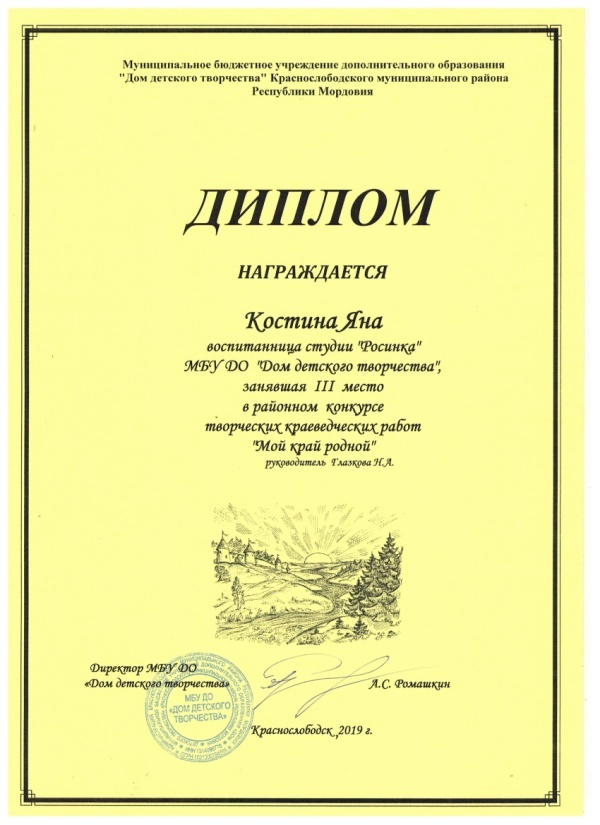 Муниципальное бюджетное учреждение дополнительного образования
"Дом детского творчества" Краснослободского муниципального района
Республики Мордовия
ДИПЛОМ
НАГРАЖДАЕТСЯ
Костина Яна
воспитанница студии "Росинка"
МБУ ДО "Дом детского творчества",
занявшая III место
в районном конкурсе
творческих краеведческих работ
"Мой край родной"
руководитель Глазкова Н.А.
Директор МБУ ДО
«Дом детского творчества»
А.С. Ромашкин
МБУ ДО
«ДОМ ДЕТСКОГО
ТВОРЧЕСТВА»
Краснослободск 2019 г.